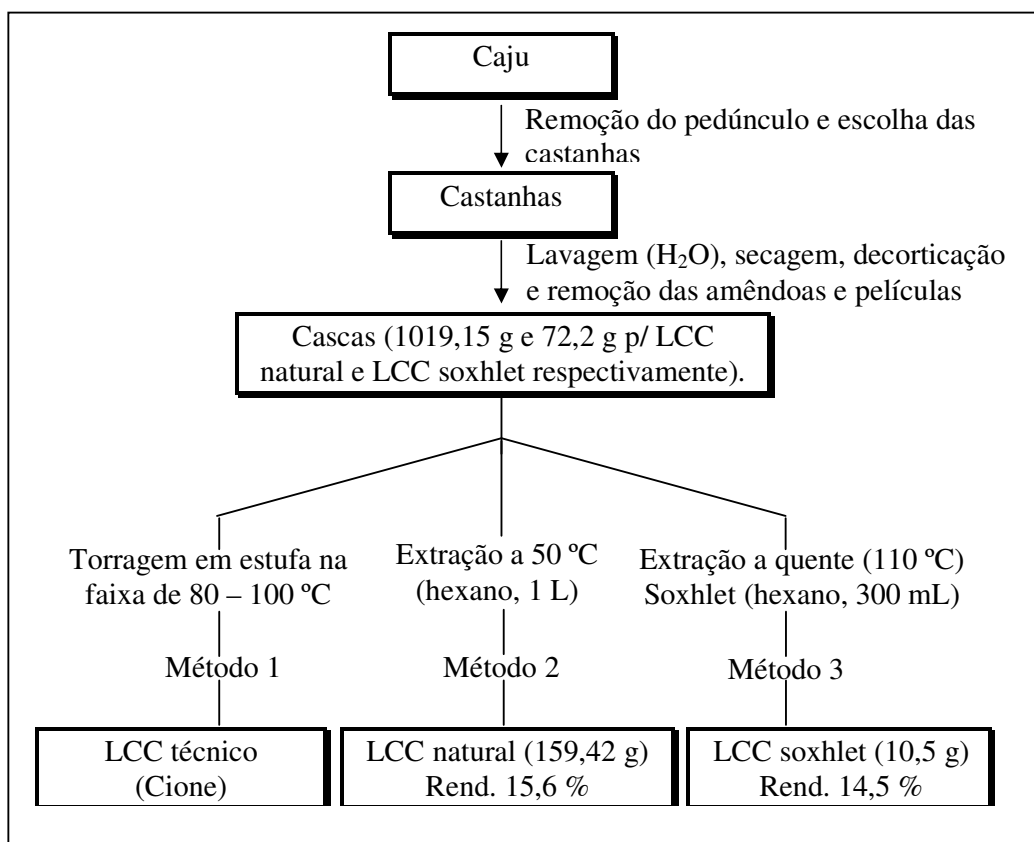 Caju
Remoção do pedúnculo e escolha das
castanhas
Castanhas
Lavagem (H₂O), secagem, decorticação
e remoção das amêndoas e películas
Cascas (1019,15 g e 72,2 g p/ LCC
natural e LCC soxhlet respectivamente).
Torragem em estufa na
faixa de 80 – 100 ºC
Método 1
LCC técnico
(Cione)
Extração a 50 ºC
(hexano, 1 L)
Método 2
LCC natural (159,42 g)
Rend. 15,6 %
Extração a quente (110 ºC)
Soxhlet (hexano, 300 mL)
Método 3
LCC soxhlet (10,5 g)
Rend. 14,5 %